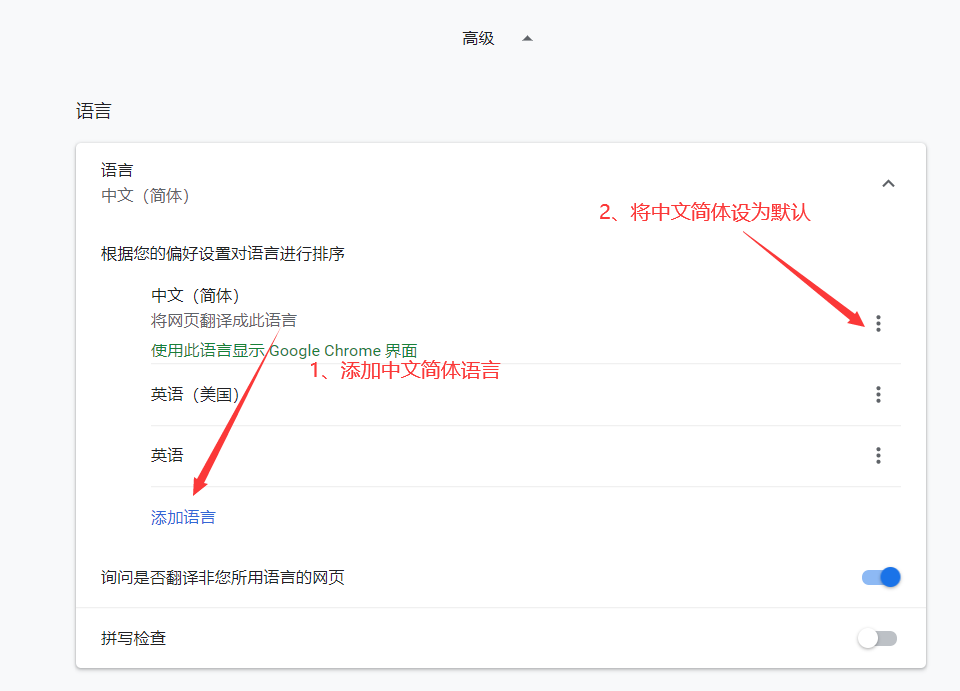 高级
语言
语言
中文（简体）
2、将中文简体设为默认
根据您的偏好设置对语言进行排序
中文（简体）
将网页翻译成此语言
使用此语言显示 Google Chrome 界面
1、添加中文简体语言
英语（美国）
英语
添加语言
询问是否翻译非您所用语言的网页
拼写检查